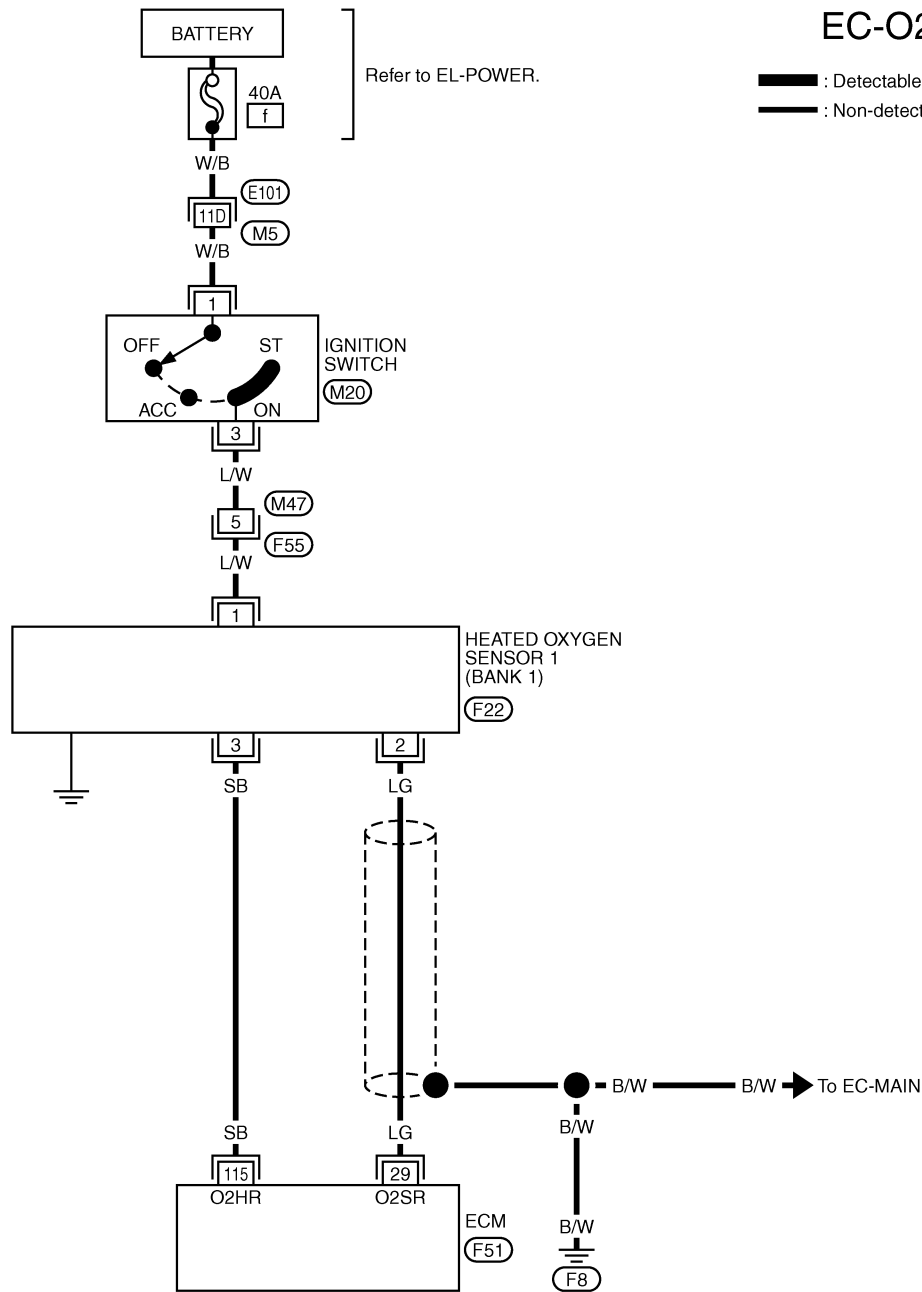 EC-O2
BATTERY
Refer to EL-POWER.
: Detectable
: Non-detect
40A
f
W/B
E101
11D
M5
W/B
1
OFF
ST
IGNITION
SWITCH
M20
ACC
ON
3
L/W
M47
5
F55
L/W
1
HEATED OXYGEN
SENSOR 1
(BANK 1)
F22
3
2
SB
LG
B/W
B/W
To EC-MAIN
B/W
SB
LG
115
29
O2HR
O2SR
ECM
F51
B/W
F8